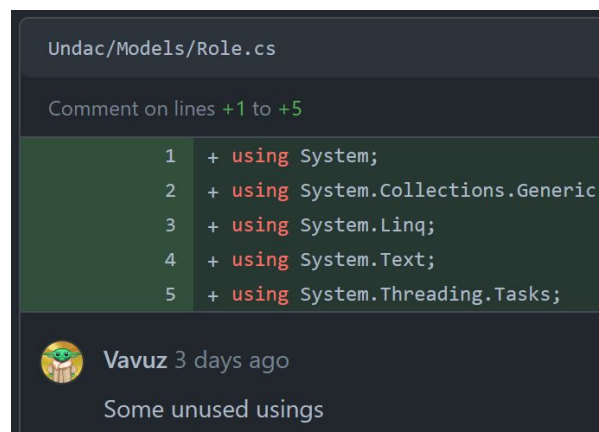 Undac/Models/Role.cs
Comment on lines +1 to +5
1 + using System;
2 + using System.Collections.Generic
3 + using System.Linq;
4 + using System.Text;
5 + using System.Threading.Tasks;
Vavuz 3 days ago
Some unused usings